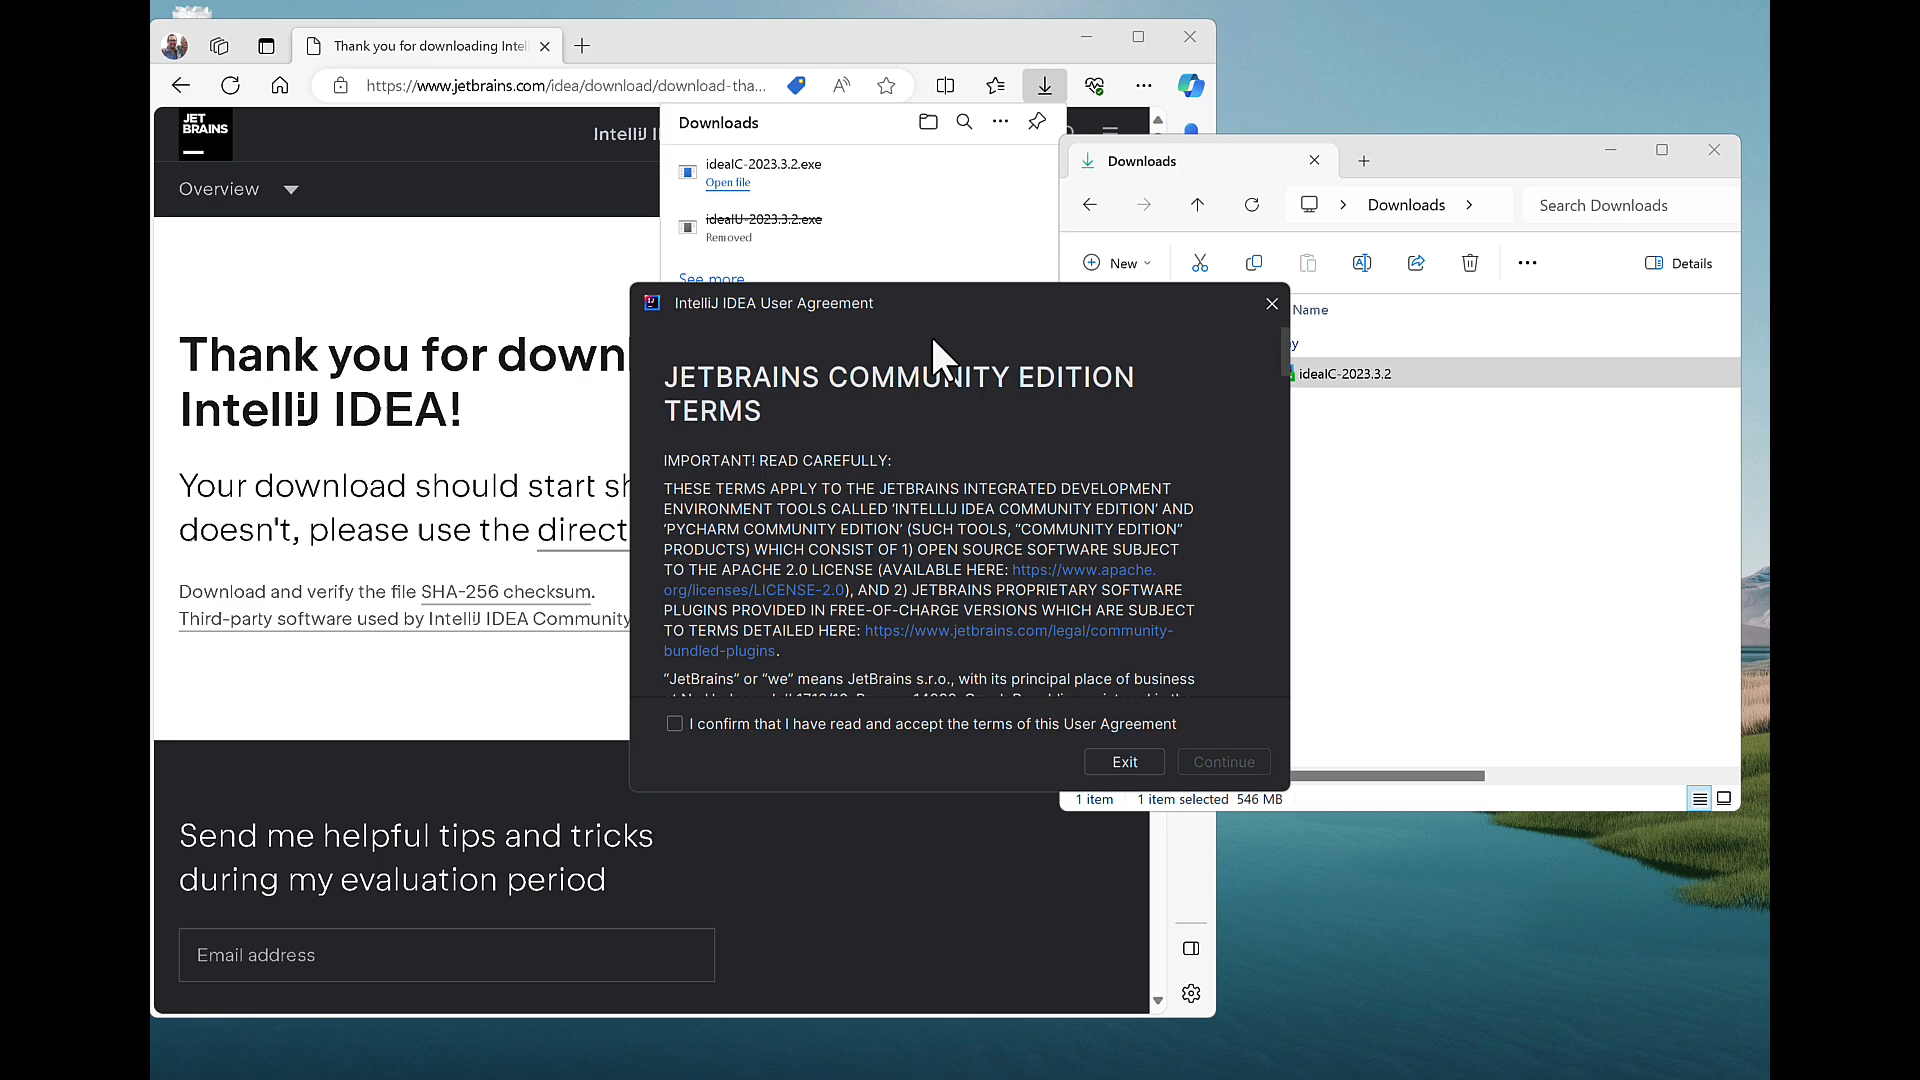 Thank you for downloading Intel
https://www.jetbrains.com/idea/download/download-tha...
JET
BRAINS
IntelliJ I
Overview
Thank you for down
IntelliJ IDEA!
Your download should start
doesn't, please use the direct
Download and verify the file SHA-256 checksum.
Third-party software used by IntelliJ IDEA Community
Send me helpful tips and tricks
during my evaluation period
Email address
Downloads
ideaIC-2023.3.2.exe
Open file
ideaIU-2023.3.2.exe
Removed
See more
Downloads
Downloads
Search Downloads
New
Details
Name
ideaIC-2023.3.2
1 item
1 item selected 546 MB
IntelliJ IDEA User Agreement
JETBRAINS COMMUNITY EDITION
TERMS
IMPORTANT! READ CAREFULLY:
THESE TERMS APPLY TO THE JETBRAINS INTEGRATED DEVELOPMENT
ENVIRONMENT TOOLS CALLED ‘INTELLIJ IDEA COMMUNITY EDITION’ AND
‘PYCHARM COMMUNITY EDITION’ (SUCH TOOLS, “COMMUNITY EDITION”
PRODUCTS) WHICH CONSIST OF 1) OPEN SOURCE SOFTWARE SUBJECT
TO THE APACHE 2.0 LICENSE (AVAILABLE HERE: https://www.apache.
org/licenses/LICENSE-2.0), AND 2) JETBRAINS PROPRIETARY SOFTWARE
PLUGINS PROVIDED IN FREE-OF-CHARGE VERSIONS WHICH ARE SUBJECT
TO TERMS DETAILED HERE: https://www.jetbrains.com/legal/community-
bundled-plugins.
“JetBrains” or “we” means JetBrains s.r.o., with its principal place of business
I confirm that I have read and accept the terms of this User Agreement
Exit
Continue